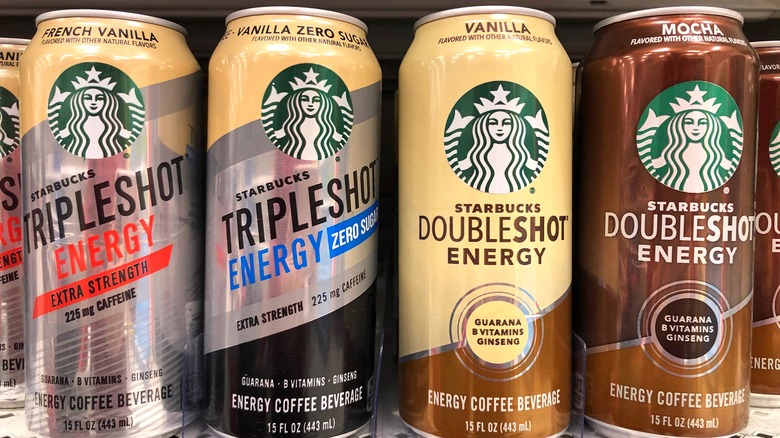 FRENCH VANILLA
FLAVORED WITH OTHER NATURAL FLAVORS
STARBUCKS
TRIPLESHOT
ENERGY
EXTRA STRENGTH
225 mg CAFFEINE
GUARANA · B VITAMINS · GINSENG
ENERGY COFFEE BEVERAGE
15 FL OZ (443 mL)
VANILLA ZERO SUGAR
FLAVORED WITH OTHER NATURAL
STARBUCKS
TRIPLESHOT
ENERGY ZERO SUGAR
EXTRA STRENGTH 225 mg CAFFEINE
GUARANA · B VITAMINS · GINSENG
ENERGY COFFEE BEVERAGE
15 FL OZ (443 mL)
VANILLA
FLAVORED WITH OTHER NATURAL FLAVORS
STARBUCKS
DOUBLESHOT
ENERGY
GUARANA
B VITAMINS
GINSENG
ENERGY COFFEE BEVERAGE
15 FL OZ (443 mL)
MOCHA
FLAVORED WITH OTHER NATURAL FLAVORS
STARBUCKS
DOUBLESHOT
ENERGY
GUARANA
B VITAMINS
GINSENG
ENERGY COFFEE BEVERAGE
15 FL OZ (443 mL)